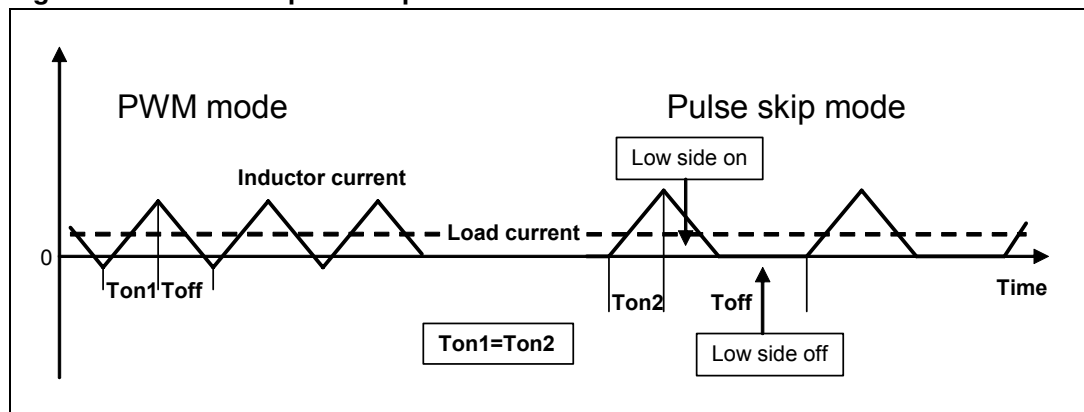 PWM mode
Pulse skip mode
Low side on
Inductor current
Load current
0
Ton1 Toff
Ton2
Toff
Time
Ton1=Ton2
Low side off